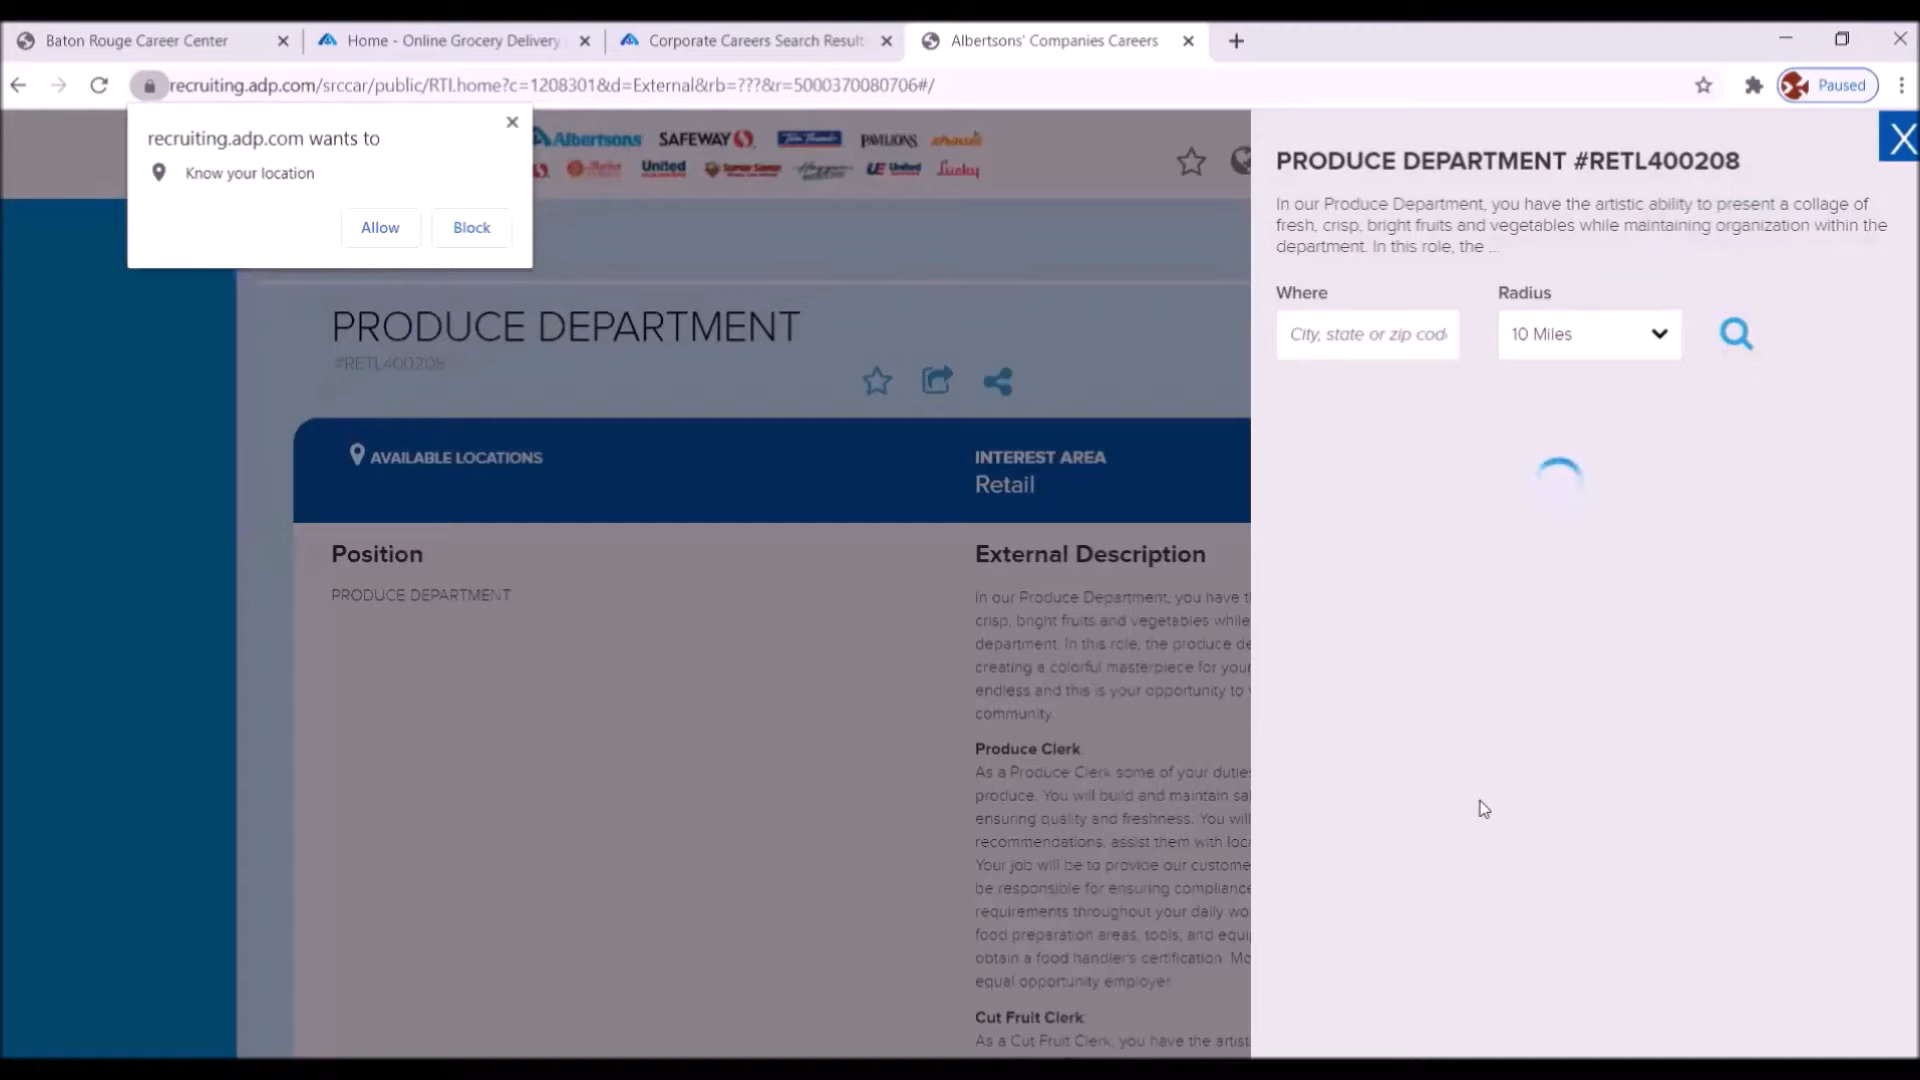 Baton Rouge Career Center
Home - Online Grocery Delivery
Corporate Careers Search Result
Albertsons' Companies Careers
recruiting.adp.com/srccar/public/RTI.home?c=1208301&d=External&rb=???&r=5000370080706#/
Paused
recruiting.adp.com wants to
Know your location
Allow
Block
Albertsons SAFEWAY Tom Thumb PAVILIONS shaw's
United Haggen United Lucky
PRODUCE DEPARTMENT
#RETL400208
AVAILABLE LOCATIONS
INTEREST AREA
Retail
Position
PRODUCE DEPARTMENT
External Description
In our Produce Department, you have t
crisp, bright fruits and vegetables while
department. In this role, the produce de
creating a colorful masterpiece for your
endless and this is your opportunity to
community.
Produce Clerk:
As a Produce Clerk some of your duties
produce. You will build and maintain sa
ensuring quality and freshness. You will
recommendations, assist them with loca
Your job will be to provide our custome
be responsible for ensuring compliance
requirements throughout your daily wo
food preparation areas, tools, and equi
obtain a food handler's certification. Mo
equal opportunity employer.
Cut Fruit Clerk:
As a Cut Fruit Clerk, you have the artist
X
PRODUCE DEPARTMENT #RETL400208
In our Produce Department, you have the artistic ability to present a collage of
fresh, crisp, bright fruits and vegetables while maintaining organization within the
department. In this role, the ...
Where
Radius
City, state or zip cod
10 Miles